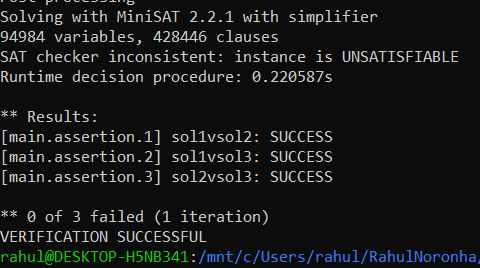 Solving with MiniSAT 2.2.1 with simplifier
94984 variables, 428446 clauses
SAT checker inconsistent: instance is UNSATISFIABLE
Runtime decision procedure: 0.220587s
** Results:
[main.assertion.1] sol1vsol2: SUCCESS
[main.assertion.2] sol1vsol3: SUCCESS
[main.assertion.3] sol2vsol3: SUCCESS
** 0 of 3 failed (1 iteration)
VERIFICATION SUCCESSFUL
rahul@DESKTOP-H5NB341:/mnt/c/Users/rahul/RahulNoronha/